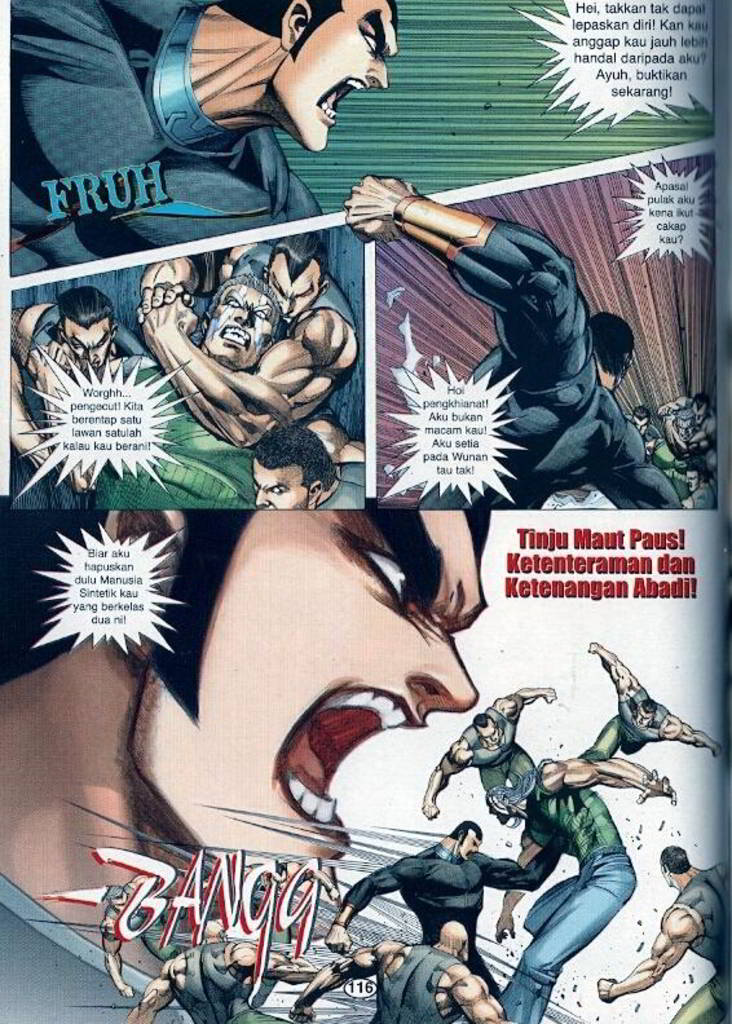 Hei, takkan tak dapat
lepaskan diri! Kan kau
anggap kau jauh lebih
handal daripada aku?
Ayuh, buktikan
sekarang!
FRUH
Apasal
pulak aku
kena ikut
cakap
kau?
Worghh...
pengecut! Kita
berentap satu
lawan satulah
kalau kau berani!
Hoi
pengkhianat!
Aku bukan
macam kau!
Aku setia
pada Wunan
tau tak!
Biar aku
hapuskan
dulu Manusia
Sintetik kau
yang berkelas
dua ni!
Tinju Maut Paus!
Ketenteraman dan
Ketenangan Abadi!
BANGG
116